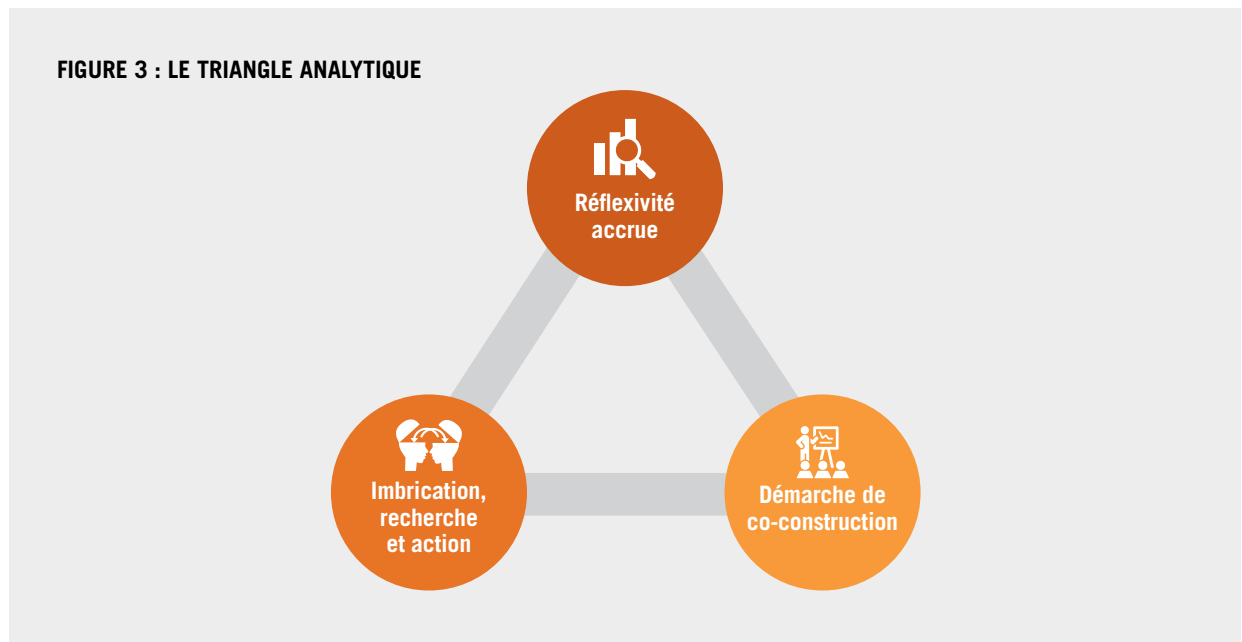 FIGURE 3 : LE TRIANGLE ANALYTIQUE
Réflexivité
accrue
Imbrication,
recherche
et action
Démarche de
co-construction